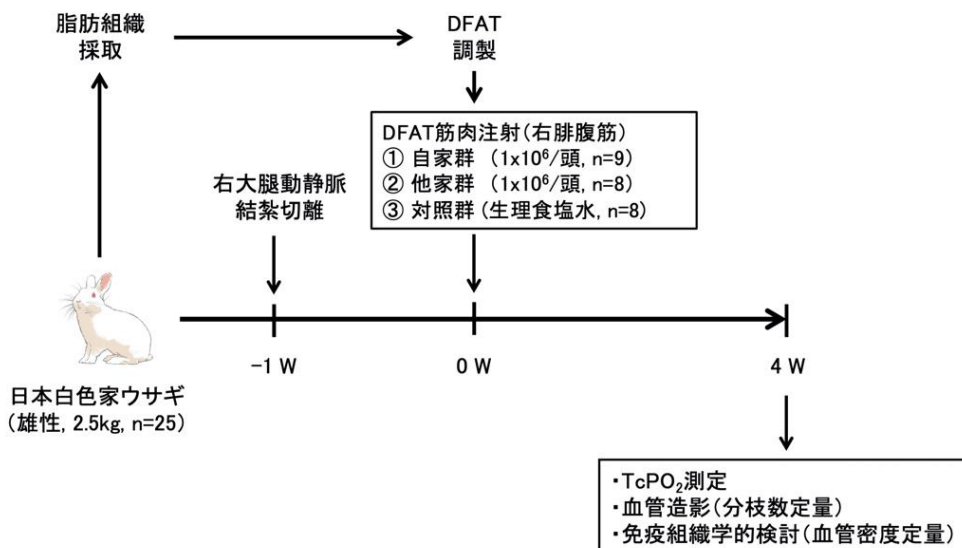 脂肪組織
採取
DFAT
調製
DFAT筋肉注射(右腓腹筋)
① 自家群 (1x10⁶/頭, n=9)
② 他家群 (1x10⁶/頭, n=8)
③ 対照群(生理食塩水, n=8)
右大腿動静脈
結紮切離
−1 W
0 W
4 W
日本白色家ウサギ
(雄性, 2.5kg, n=25)
・TcPO₂測定
・血管造影(分枝数定量)
・免疫組織学的検討(血管密度定量)